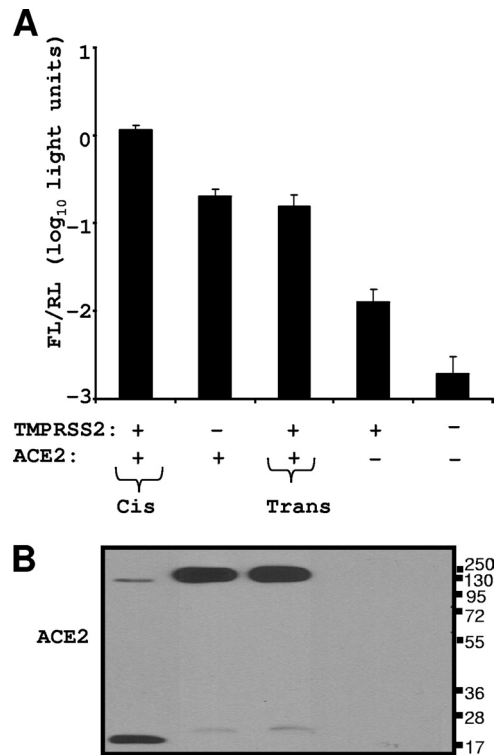 A
FL/RL (log10 light units)
1
0
−1
−2
−3
TMPRSS2: + − + + −
ACE2: + + + − −
Cis Trans
B
ACE2
250
130
95
72
55
36
28
17